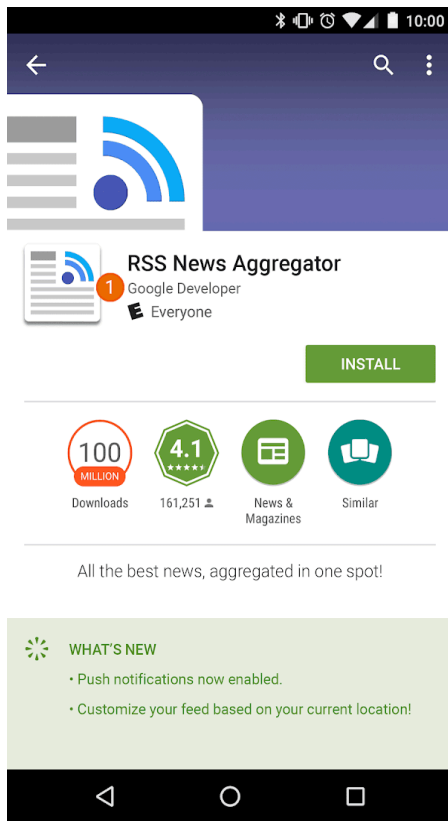 10:00
RSS News Aggregator
1
Google Developer
E Everyone
INSTALL
100
MILLION
4.1
Downloads
161,251
News &
Magazines
Similar
All the best news, aggregated in one spot!
WHAT'S NEW
• Push notifications now enabled.
• Customize your feed based on your current location!